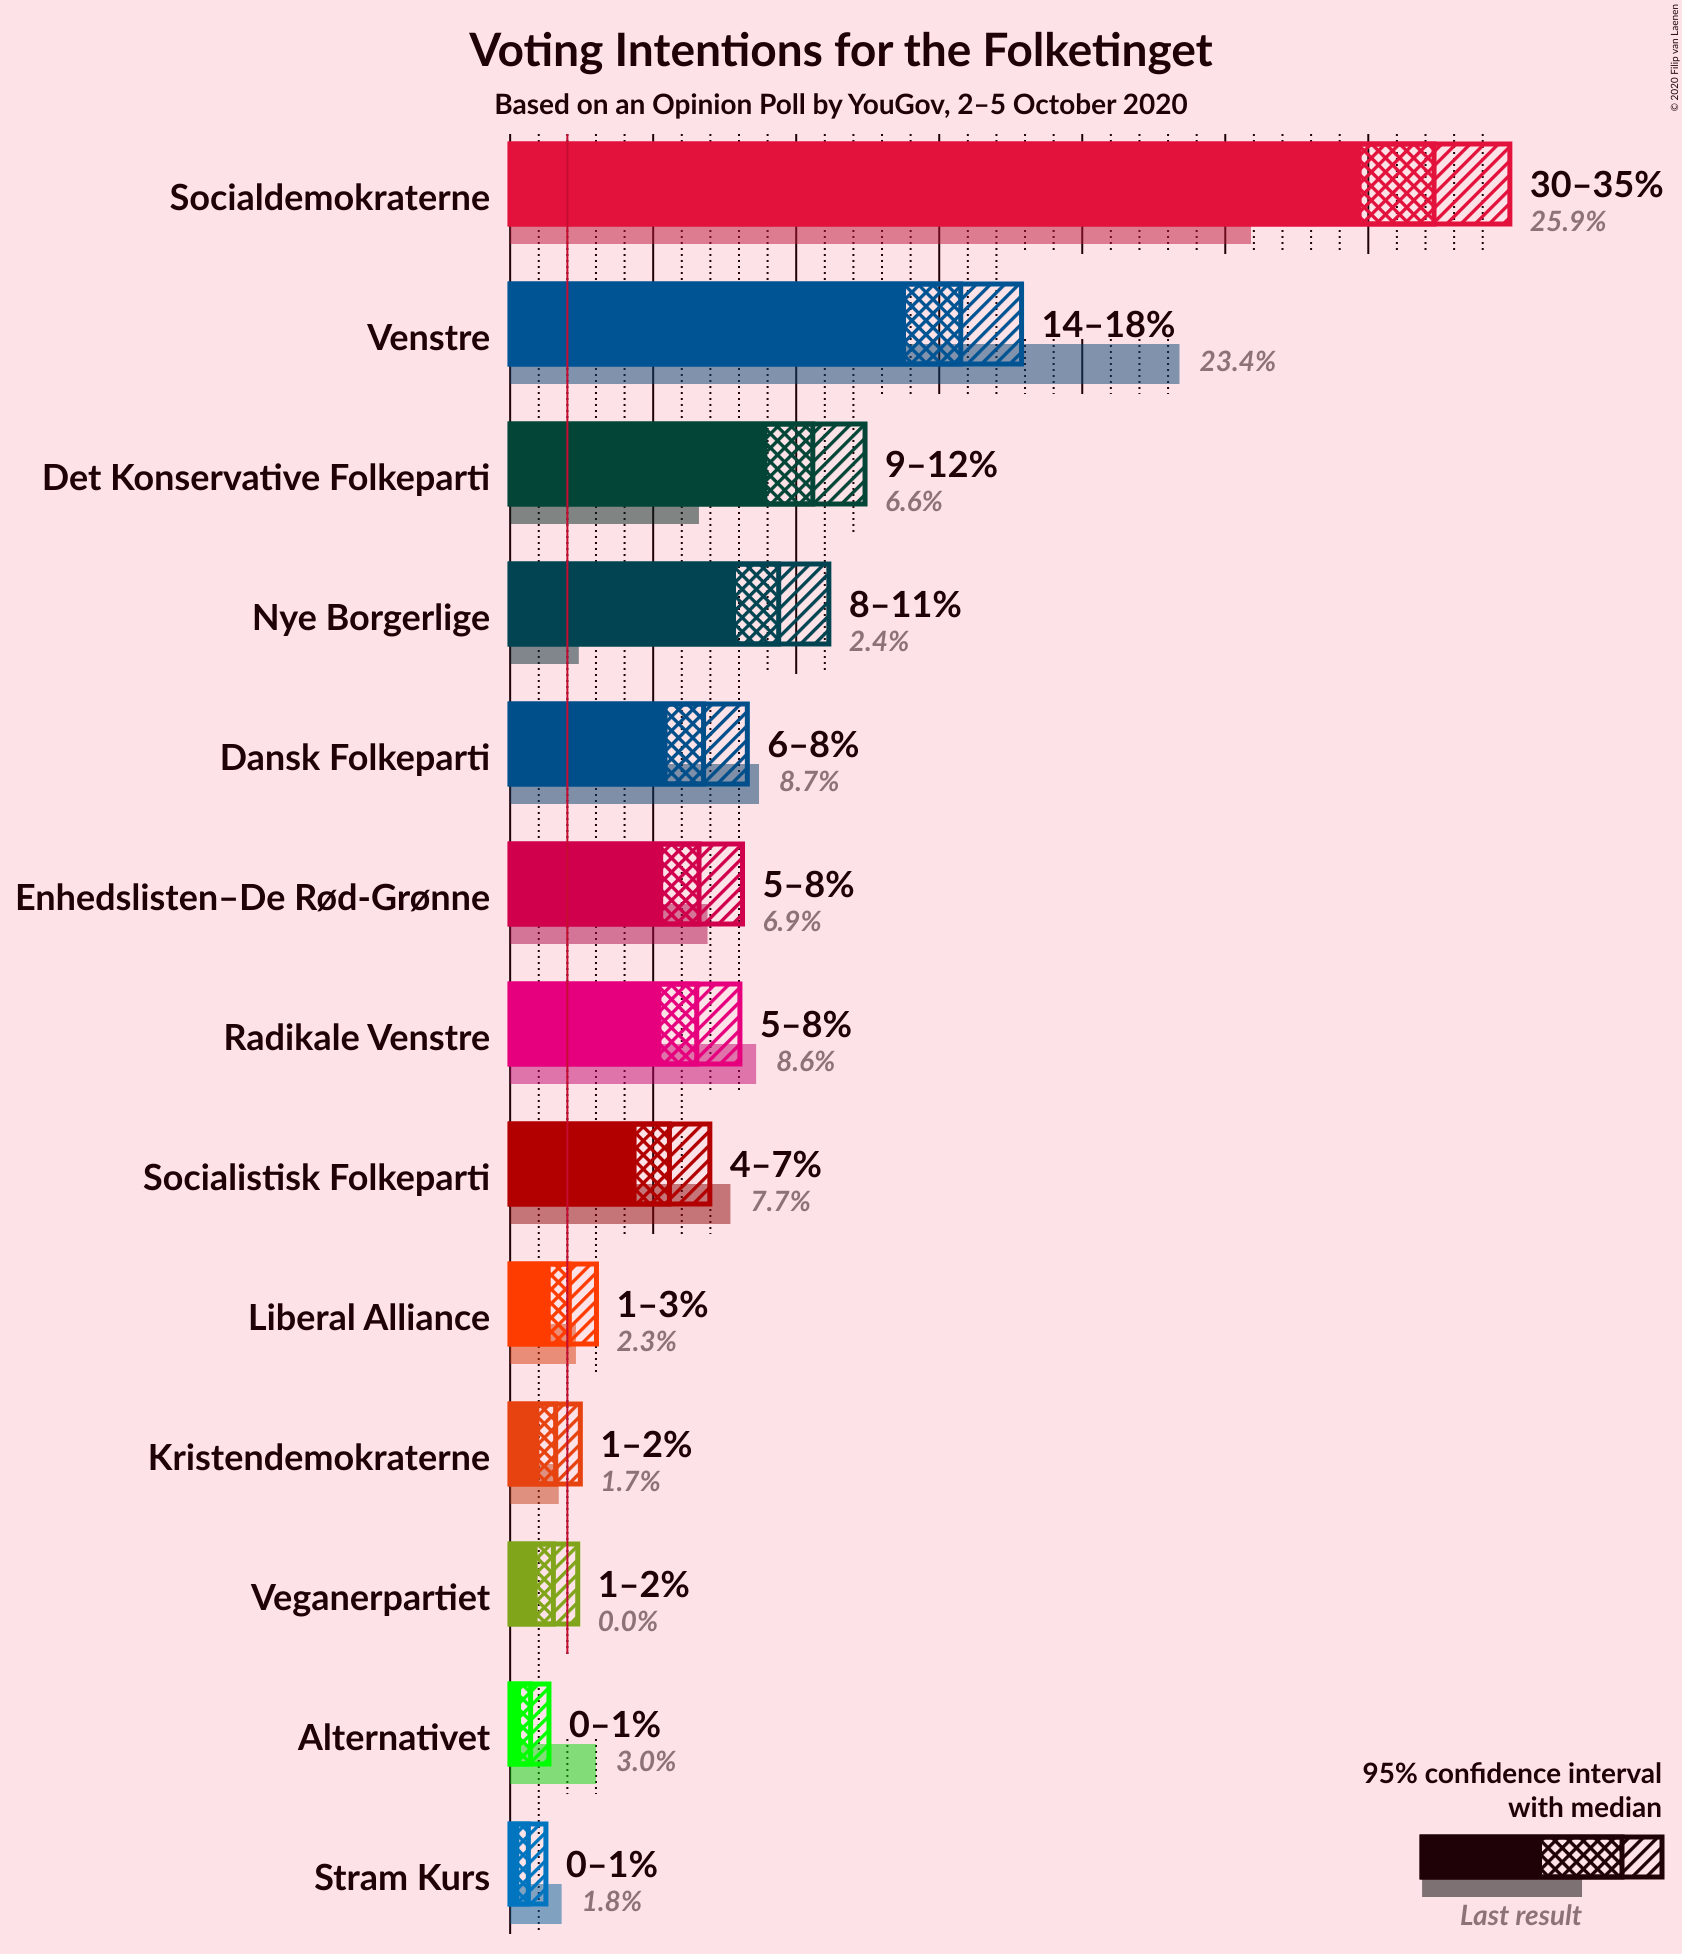 Voting Intentions for the Folketinget
Based on an Opinion Poll by YouGov, 2–5 October 2020
© 2020 Filip van Laenen
Socialdemokraterne
30–35%
25.9%
Venstre
14–18%
23.4%
Det Konservative Folkeparti
9–12%
6.6%
Nye Borgerlige
8–11%
2.4%
Dansk Folkeparti
6–8%
8.7%
Enhedslisten–De Rød-Grønne
5–8%
6.9%
Radikale Venstre
5–8%
8.6%
Socialistisk Folkeparti
4–7%
7.7%
Liberal Alliance
1–3%
2.3%
Kristendemokraterne
1–2%
1.7%
Veganerpartiet
1–2%
0.0%
Alternativet
0–1%
3.0%
Stram Kurs
0–1%
1.8%
95% confidence interval
with median
Last result